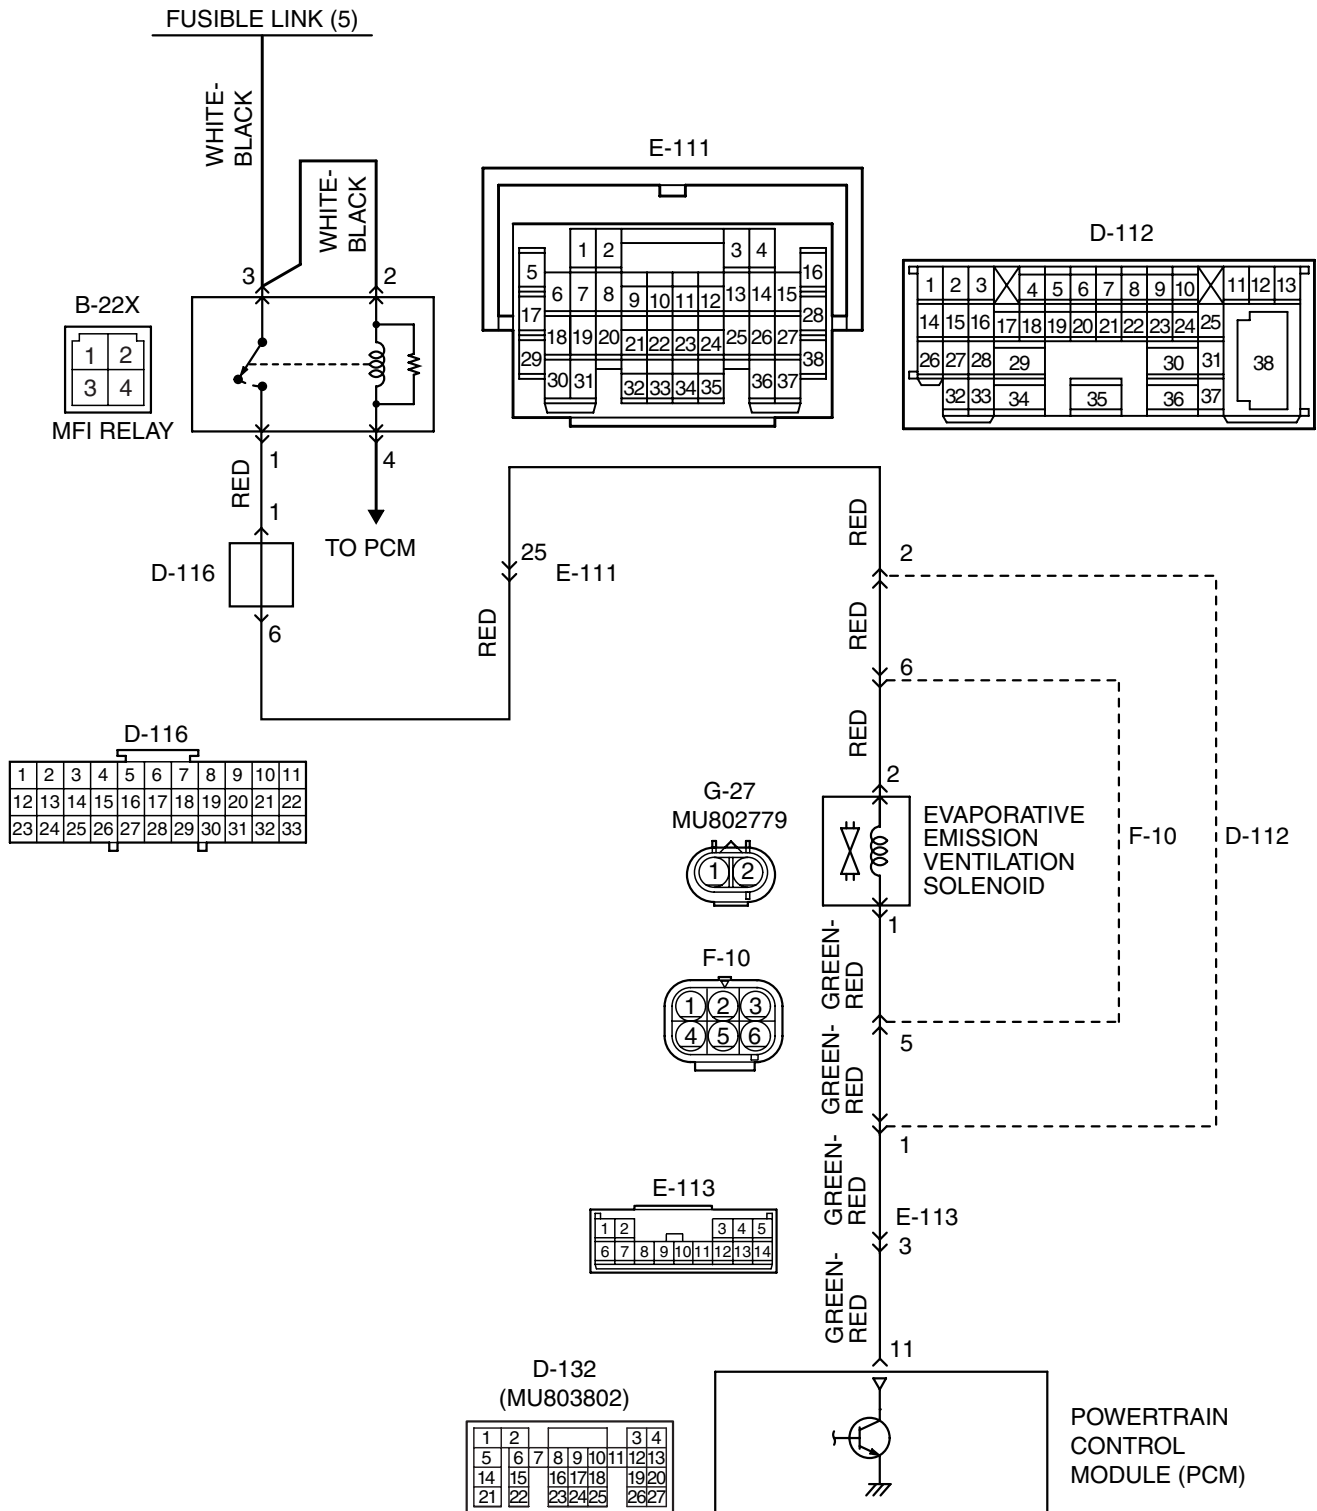 FUSIBLE LINK (5)
WHITE-
BLACK
WHITE-
BLACK
3
2
B-22X
1 2
3 4
MFI RELAY
1
4
RED
1
TO PCM
D-116
6
E-111
1 2 3 4
5 16
6 7 8 9 10 11 12 13 14 15
17 28
18 19 20 21 22 23 24 25 26 27
29 38
30 31 32 33 34 35 36 37
D-112
1 2 3 4 5 6 7 8 9 10 11 12 13
14 15 16 17 18 19 20 21 22 23 24 25
26 27 28 29 30 31 38
32 33 34 35 36 37
25
E-111
RED
RED
2
RED
6
RED
2
D-116
1 2 3 4 5 6 7 8 9 10 11
12 13 14 15 16 17 18 19 20 21 22
23 24 25 26 27 28 29 30 31 32 33
G-27
MU802779
1 2
EVAPORATIVE
EMISSION
VENTILATION
SOLENOID
F-10
D-112
1
GREEN-
RED
F-10
1 2 3
4 5 6
5
GREEN-
RED
1
GREEN-
RED
E-113
1 2 3 4 5
6 7 8 9 10 11 12 13 14
E-113
3
GREEN-
RED
11
D-132
(MU803802)
1 2 3 4
5 6 7 8 9 10 11 12 13
14 15 16 17 18 19 20
21 22 23 24 25 26 27
POWERTRAIN
CONTROL
MODULE (PCM)